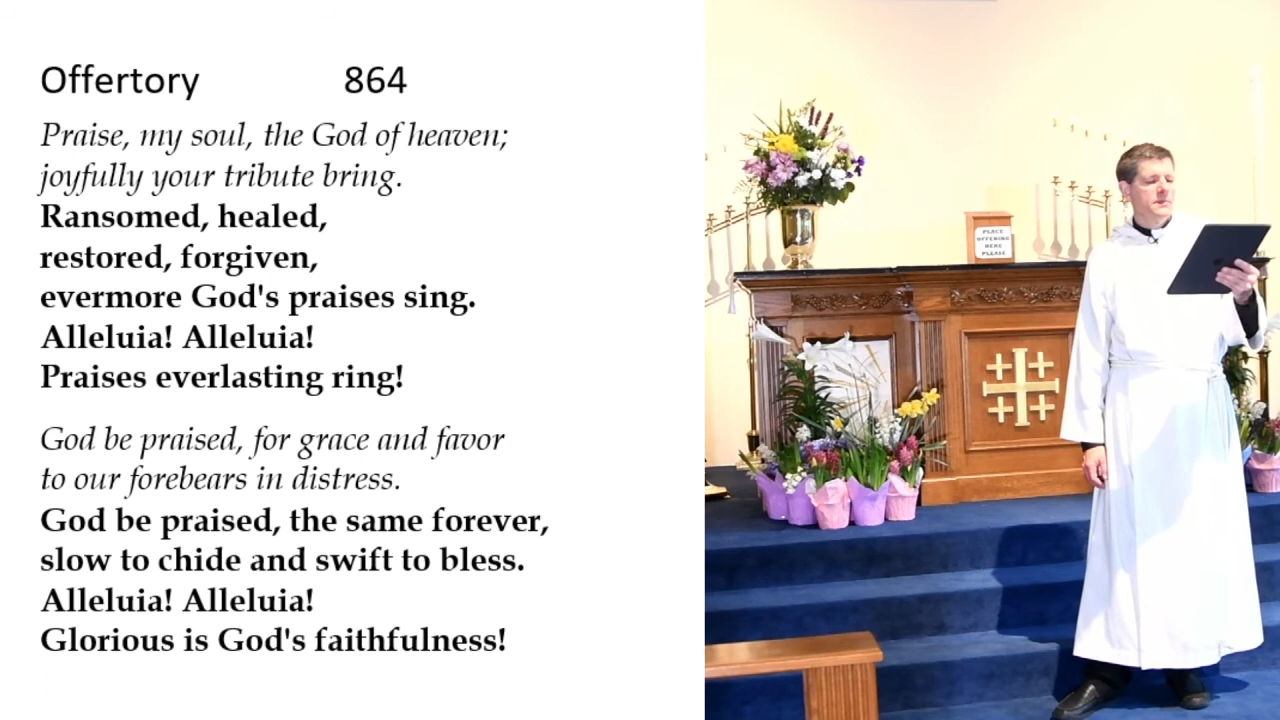 Offertory 864
Praise, my soul, the God of heaven;
joyfully your tribute bring.
Ransomed, healed,
restored, forgiven,
evermore God's praises sing.
Alleluia! Alleluia!
Praises everlasting ring!
God be praised, for grace and favor
to our forebears in distress.
God be praised, the same forever,
slow to chide and swift to bless.
Alleluia! Alleluia!
Glorious is God's faithfulness!
PLACE
OFFERING
HERE
PLEASE